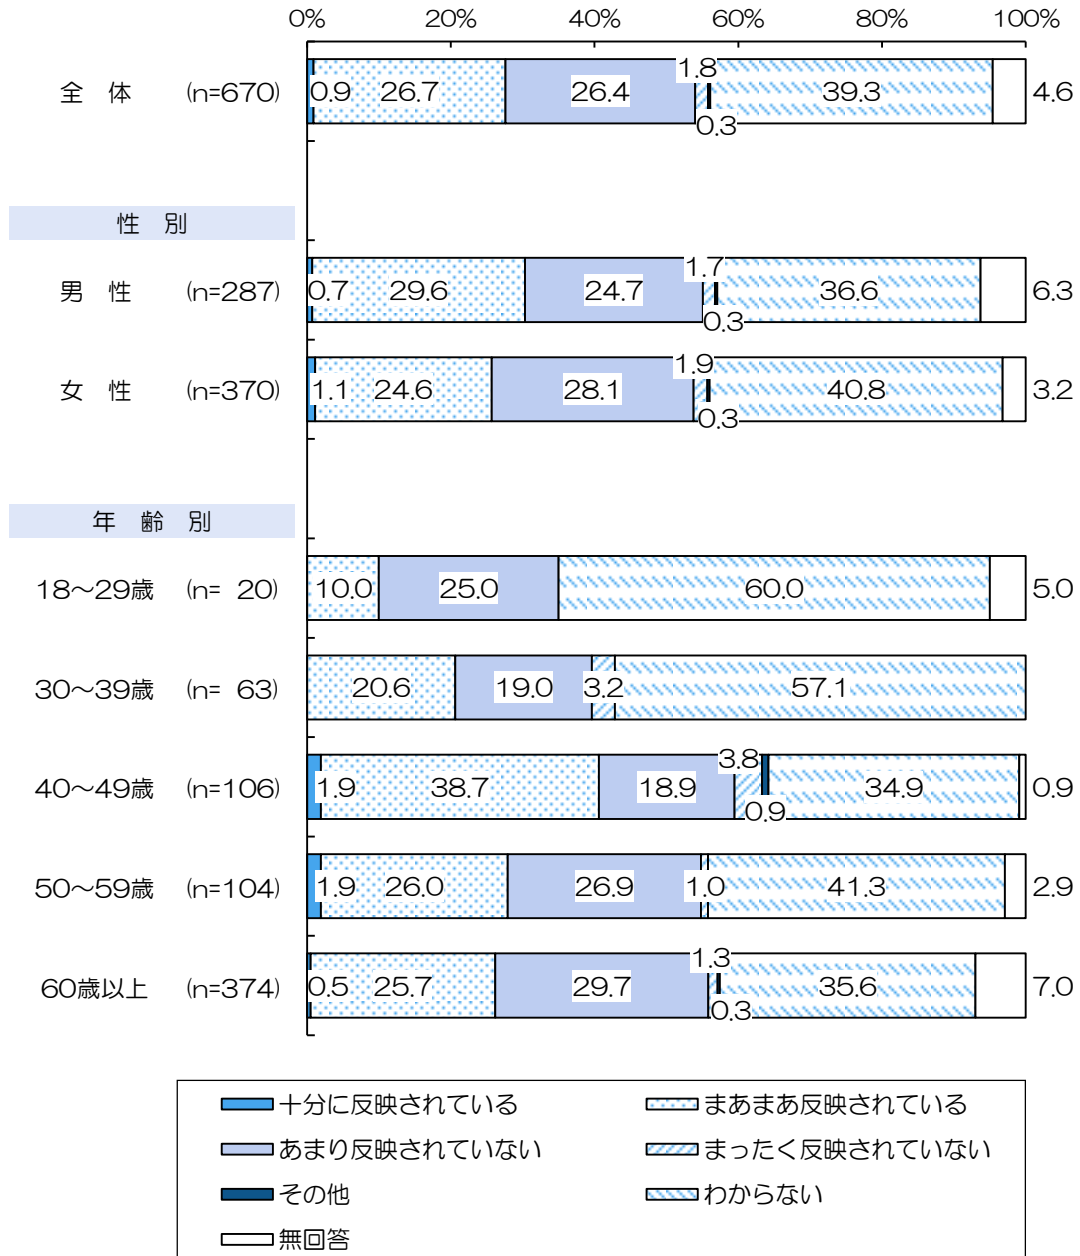 0% 20% 40% 60% 80% 100%
全 体 (n=670) 0.9 26.7 26.4 1.8 0.3 39.3 4.6
性 別
男 性 (n=287) 0.7 29.6 24.7 1.7 0.3 36.6 6.3
女 性 (n=370) 1.1 24.6 28.1 1.9 0.3 40.8 3.2
年 齢 別
18～29歳 (n= 20) 10.0 25.0 60.0 5.0
30～39歳 (n= 63) 20.6 19.0 3.2 57.1
40～49歳 (n=106) 1.9 38.7 18.9 3.8 0.9 34.9 0.9
50～59歳 (n=104) 1.9 26.0 26.9 1.0 41.3 2.9
60歳以上 (n=374) 0.5 25.7 29.7 1.3 0.3 35.6 7.0
十分に反映されている まあまあ反映されている
あまり反映されていない まったく反映されていない
その他 わからない
無回答